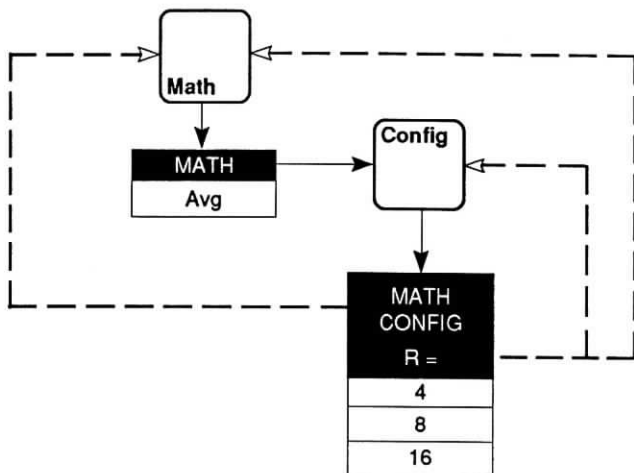 Math
MATH
Avg
Config
MATH
CONFIG
R =
4
8
16